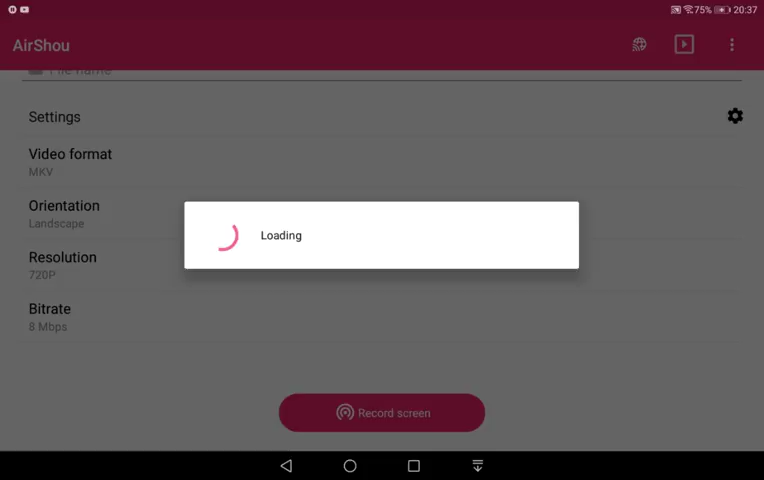 75% 20:37
AirShou
File name
Settings
Video format
MKV
Orientation
Landscape
Loading
Resolution
720P
Bitrate
8 Mbps
Record screen